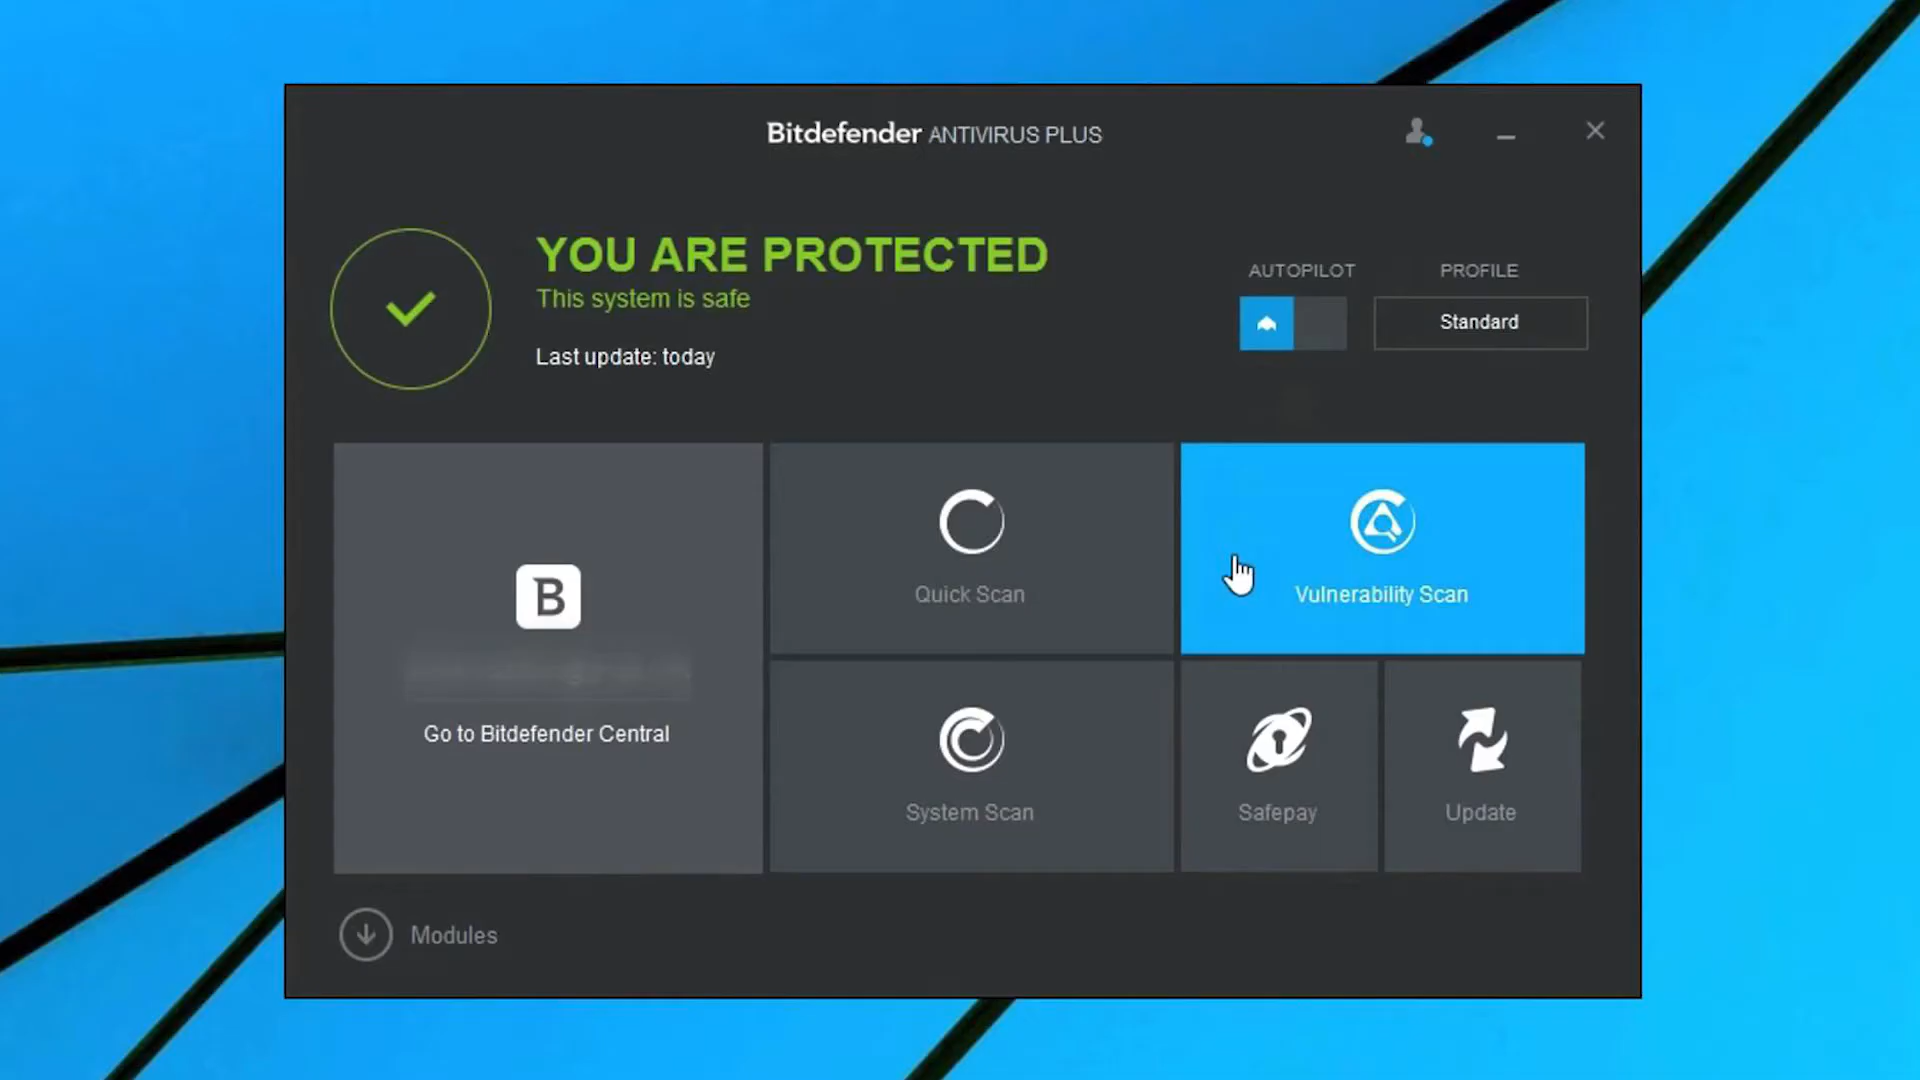 Bitdefender ANTIVIRUS PLUS
YOU ARE PROTECTED
This system is safe
Last update: today
AUTOPILOT
PROFILE
Standard
B
Go to Bitdefender Central
Quick Scan
Vulnerability Scan
System Scan
Safepay
Update
Modules